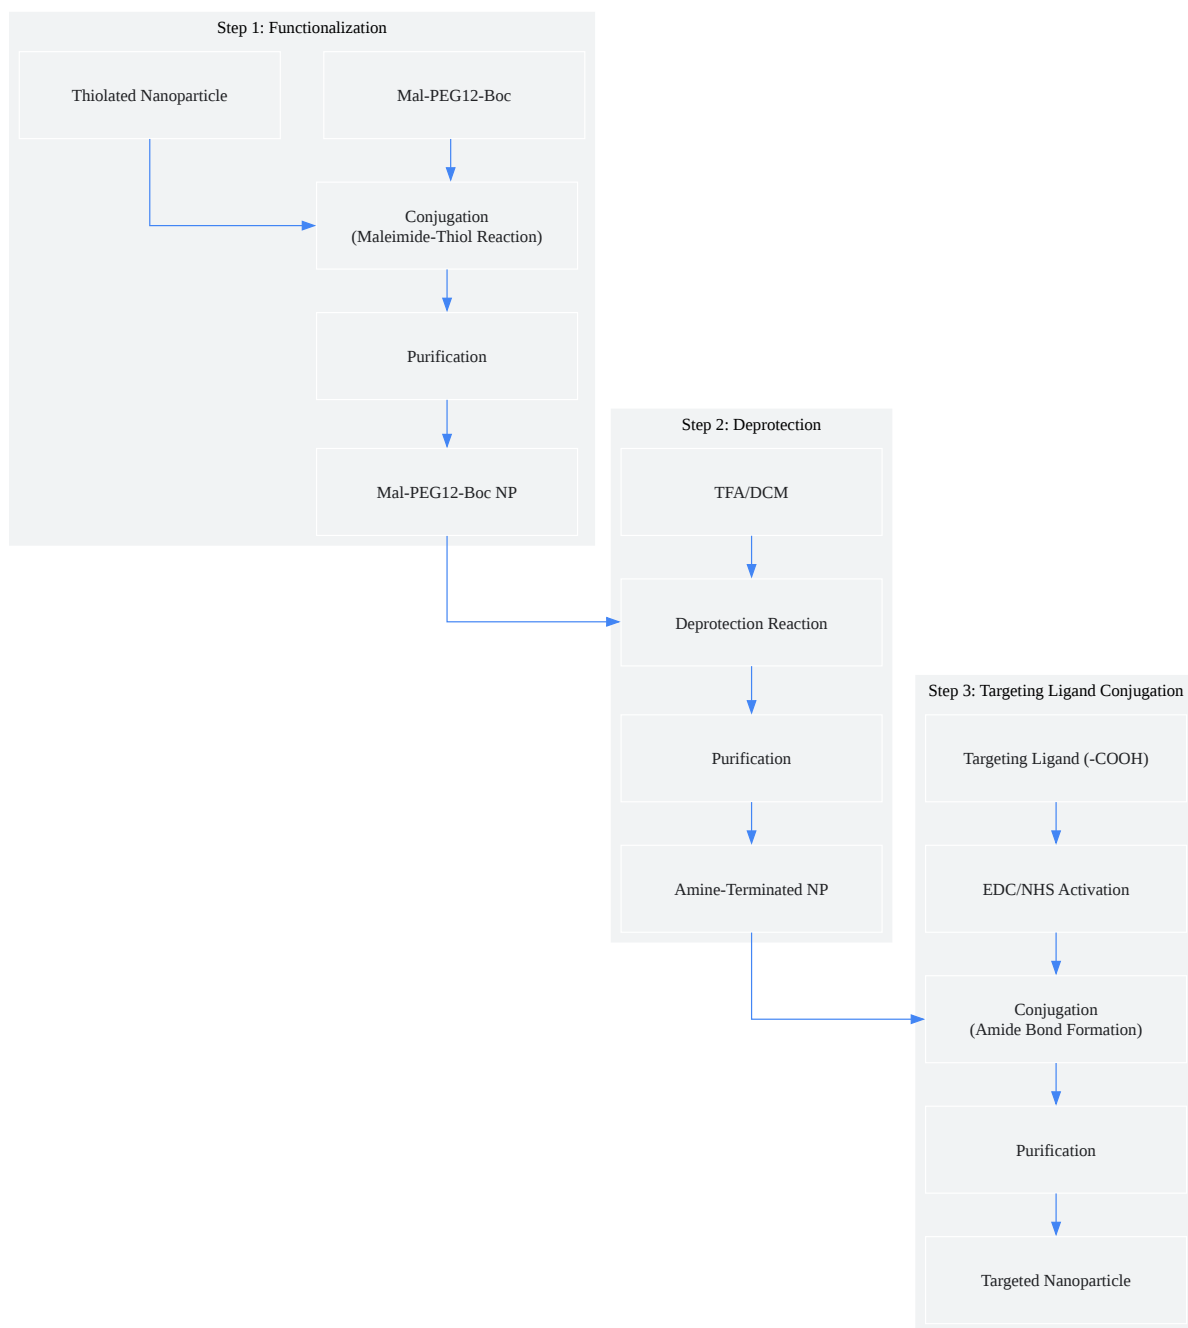 Step 1: Functionalization
Thiolated Nanoparticle
Mal-PEG12-Boc
Conjugation
(Maleimide-Thiol Reaction)
Purification
Mal-PEG12-Boc NP
Step 2: Deprotection
TFA/DCM
Deprotection Reaction
Purification
Amine-Terminated NP
Step 3: Targeting Ligand Conjugation
Targeting Ligand (-COOH)
EDC/NHS Activation
Conjugation
(Amide Bond Formation)
Purification
Targeted Nanoparticle